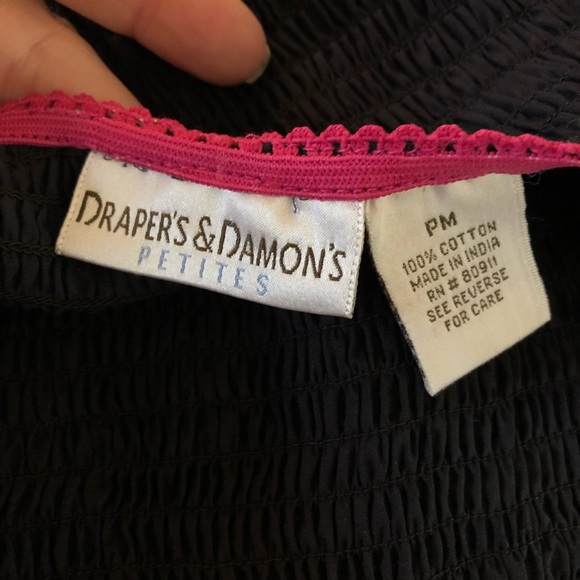 DRAPER'S & DAMON'S
PETITES
PM
100% COTTON
MADE IN INDIA
RN # 80911
SEE REVERSE
FOR CARE